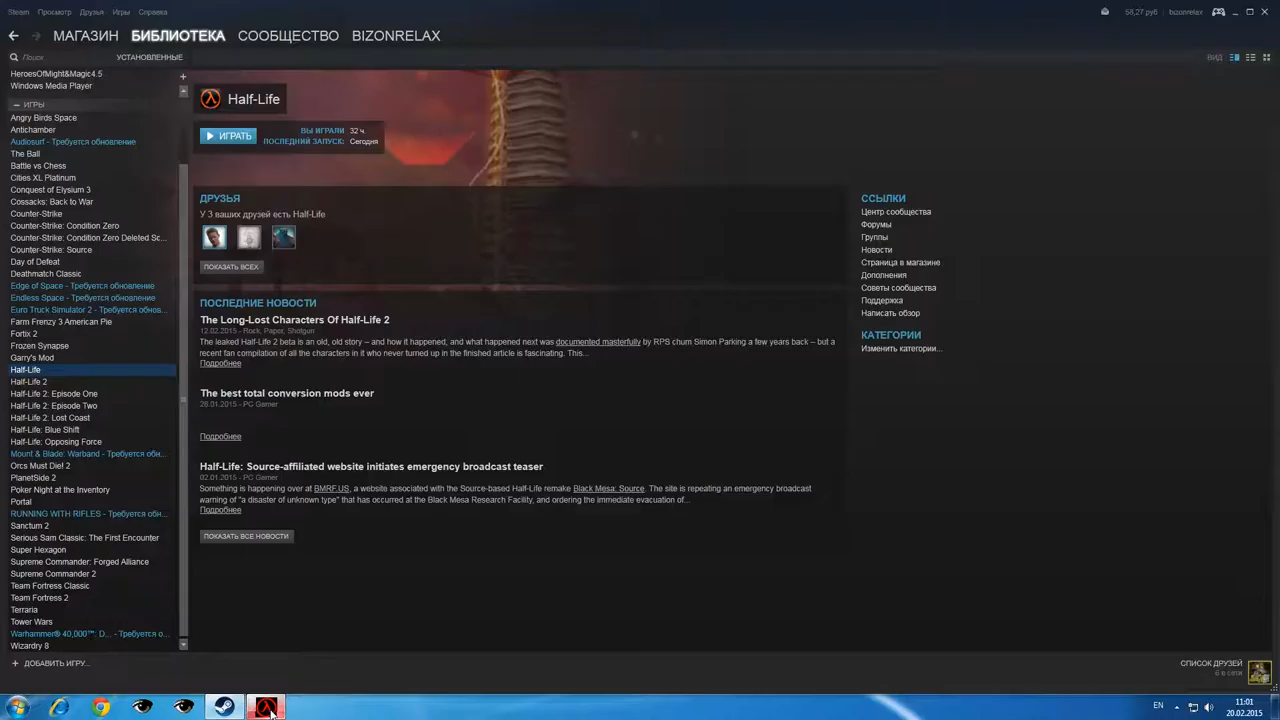 Steam Просмотр Друзья Игры Справка
58,27 руб bizonrelax
МАГАЗИН БИБЛИОТЕКА СООБЩЕСТВО BIZONRELAX
Поиск УСТАНОВЛЕННЫЕ
ВИД
HeroesOfMight&Magic4.5
Windows Media Player
ИГРЫ
Angry Birds Space
Antichamber
Audiosurf - Требуется обновление
The Ball
Battle vs Chess
Cities XL Platinum
Conquest of Elysium 3
Cossacks: Back to War
Counter-Strike
Counter-Strike: Condition Zero
Counter-Strike: Condition Zero Deleted Sc...
Counter-Strike: Source
Day of Defeat
Deathmatch Classic
Edge of Space - Требуется обновление
Endless Space - Требуется обновление
Euro Truck Simulator 2 - Требуется обнов...
Farm Frenzy 3 American Pie
Fortix 2
Frozen Synapse
Garry's Mod
Half-Life
Half-Life 2
Half-Life 2: Episode One
Half-Life 2: Episode Two
Half-Life 2: Lost Coast
Half-Life: Blue Shift
Half-Life: Opposing Force
Mount & Blade: Warband - Требуется обн...
Orcs Must Die! 2
PlanetSide 2
Poker Night at the Inventory
Portal
RUNNING WITH RIFLES - Требуется обн...
Sanctum 2
Serious Sam Classic: The First Encounter
Super Hexagon
Supreme Commander: Forged Alliance
Supreme Commander 2
Team Fortress Classic
Team Fortress 2
Terraria
Tower Wars
Warhammer® 40,000™: D... - Требуется о...
Wizardry 8
ДОБАВИТЬ ИГРУ...
Half-Life
ИГРАТЬ
ВЫ ИГРАЛИ 32 ч.
ПОСЛЕДНИЙ ЗАПУСК: Сегодня
ДРУЗЬЯ
У 3 ваших друзей есть Half-Life
ПОКАЗАТЬ ВСЕХ
ПОСЛЕДНИЕ НОВОСТИ
The Long-Lost Characters Of Half-Life 2
12.02.2015 - Rock, Paper, Shotgun
The leaked Half-Life 2 beta is an old, old story – and how it happened, and what happened next was documented masterfully by RPS chum Simon Parking a few years back – but a
recent fan compilation of all the characters in it who never turned up in the finished article is fascinating. This...
Подробнее
The best total conversion mods ever
28.01.2015 - PC Gamer
Подробнее
Half-Life: Source-affiliated website initiates emergency broadcast teaser
02.01.2015 - PC Gamer
Something is happening over at BMRF.US, a website associated with the Source-based Half-Life remake Black Mesa: Source. The site is repeating an emergency broadcast
warning of "a disaster of unknown type" that has occurred at the Black Mesa Research Facility, and ordering the immediate evacuation of...
Подробнее
ПОКАЗАТЬ ВСЕ НОВОСТИ
ССЫЛКИ
Центр сообщества
Форумы
Группы
Новости
Страница в магазине
Дополнения
Советы сообщества
Поддержка
Написать обзор
КАТЕГОРИИ
Изменить категории...
СПИСОК ДРУЗЕЙ
6 в сети
EN
11:01
20.02.2015